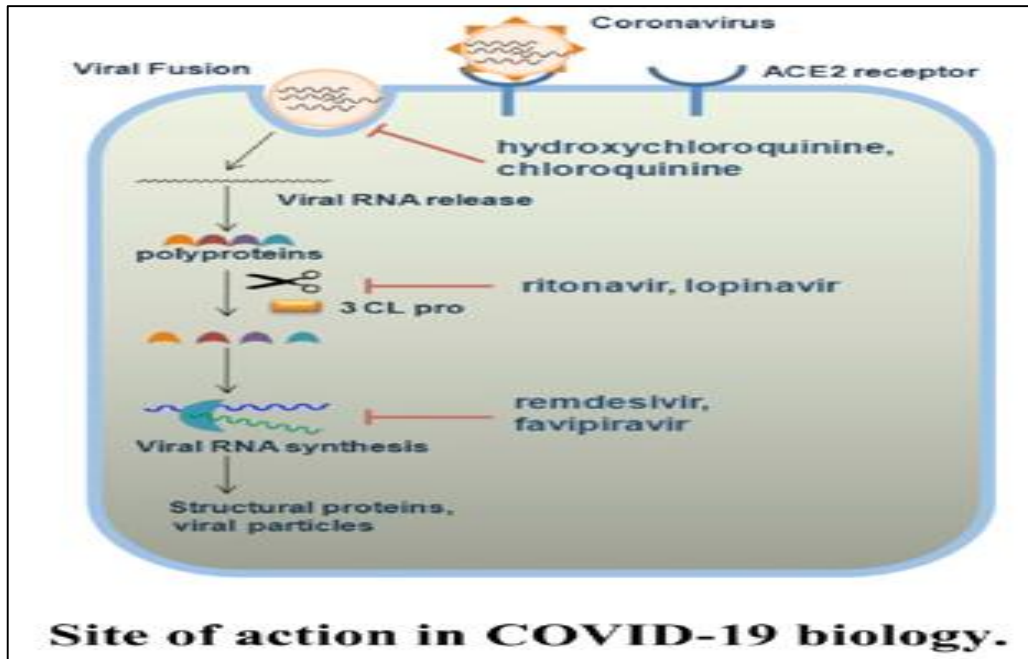 Coronavirus
Viral Fusion
ACE2 receptor
hydroxychloroquinine,
chloroquinine
Viral RNA release
polyproteins
ritonavir, lopinavir
3 CL pro
remdesivir,
favipiravir
Viral RNA synthesis
Structural proteins,
viral particles
Site of action in COVID-19 biology.